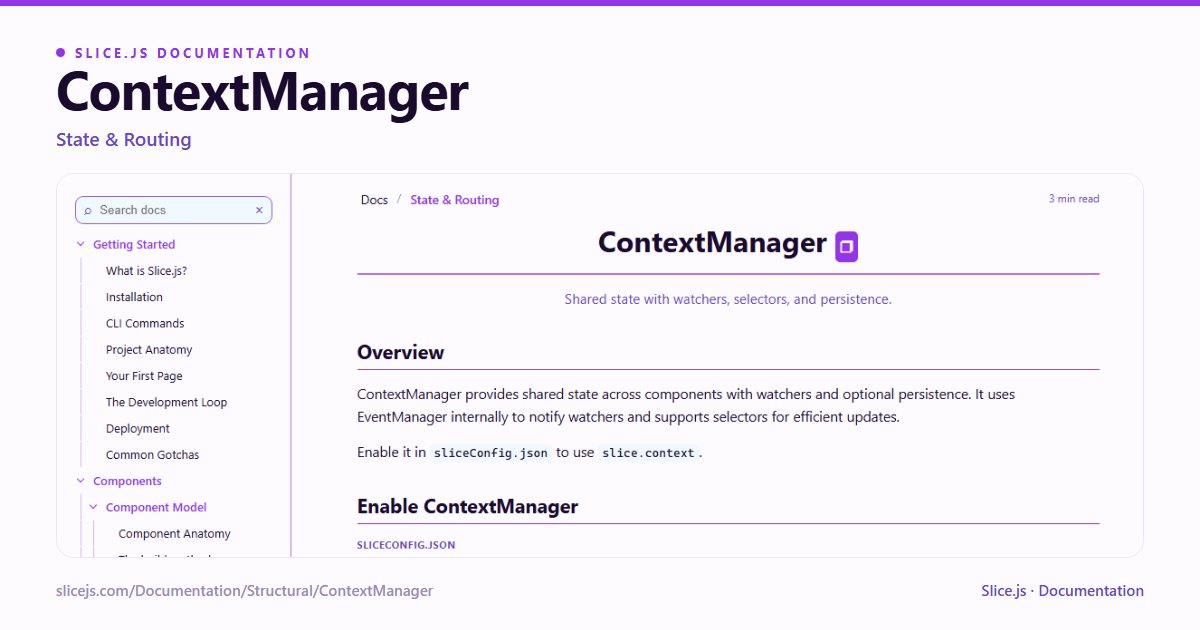 SLICE.JS DOCUMENTATION
ContextManager
State & Routing
Search docs
Getting Started
What is Slice.js?
Installation
CLI Commands
Project Anatomy
Your First Page
The Development Loop
Deployment
Common Gotchas
Components
Component Model
Component Anatomy
Docs / State & Routing
3 min read
ContextManager
Shared state with watchers, selectors, and persistence.
Overview
ContextManager provides shared state across components with watchers and optional persistence. It uses
EventManager internally to notify watchers and supports selectors for efficient updates.
Enable it in sliceConfig.json to use slice.context.
Enable ContextManager
SLICECONFIG.JSON
slicejs.com/Documentation/Structural/ContextManager
Slice.js · Documentation